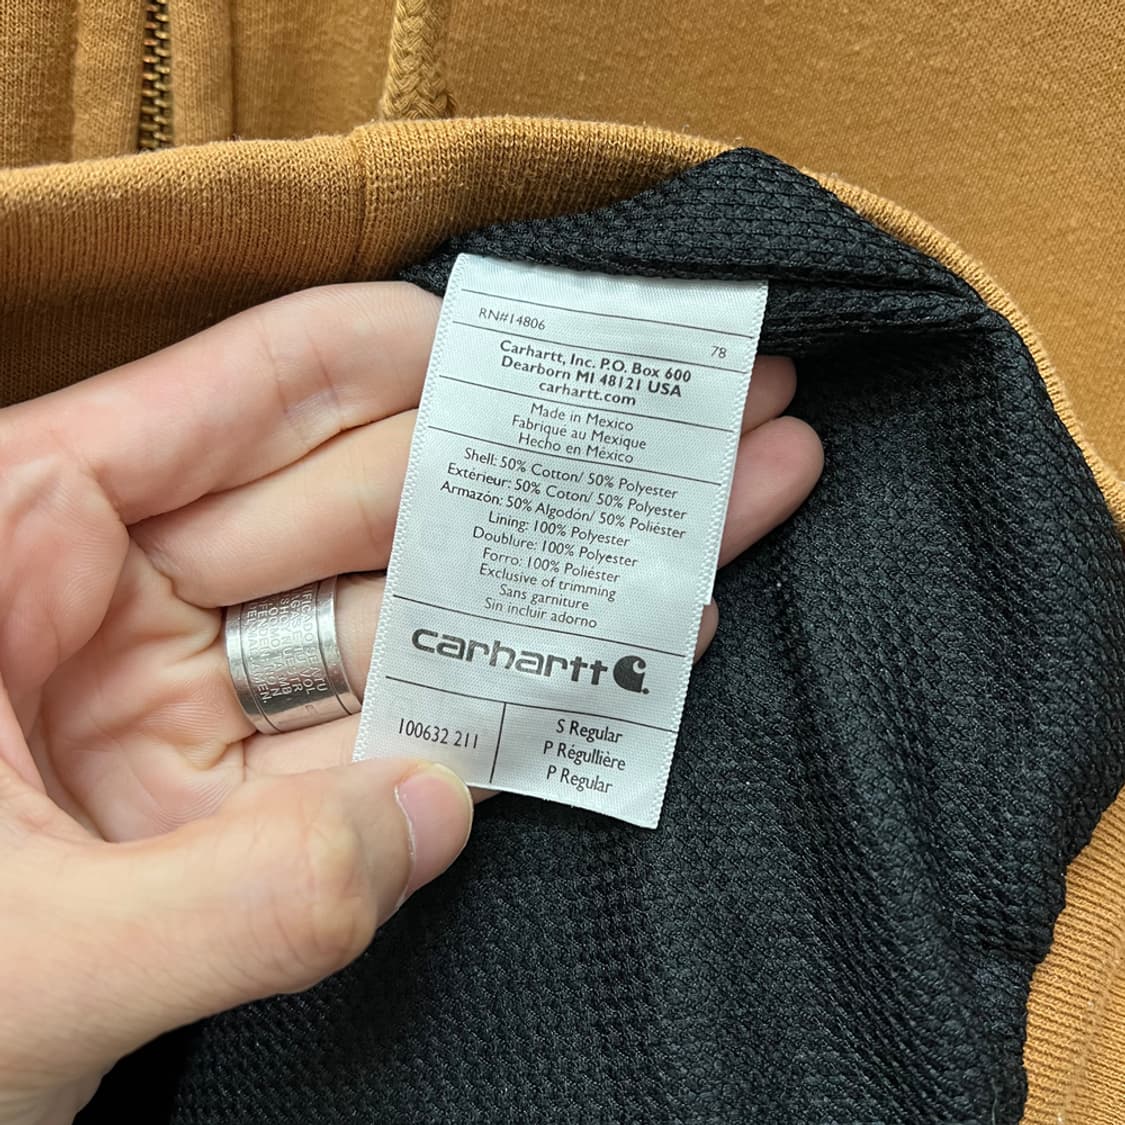 RN#14806
78
Carhartt, Inc. P.O. Box 600
Dearborn MI 48121 USA
carhartt.com
Made in Mexico
Fabriqué au Mexique
Hecho en México
Shell: 50% Cotton/ 50% Polyester
Extérieur: 50% Coton/ 50% Polyester
Armazón: 50% Algodón/ 50% Poliéster
Lining: 100% Polyester
Doublure: 100% Polyester
Forro: 100% Poliéster
Exclusive of trimming
Sans garniture
Sin incluir adorno
carhartt
100632 211
S Regular
P Régullière
P Regular